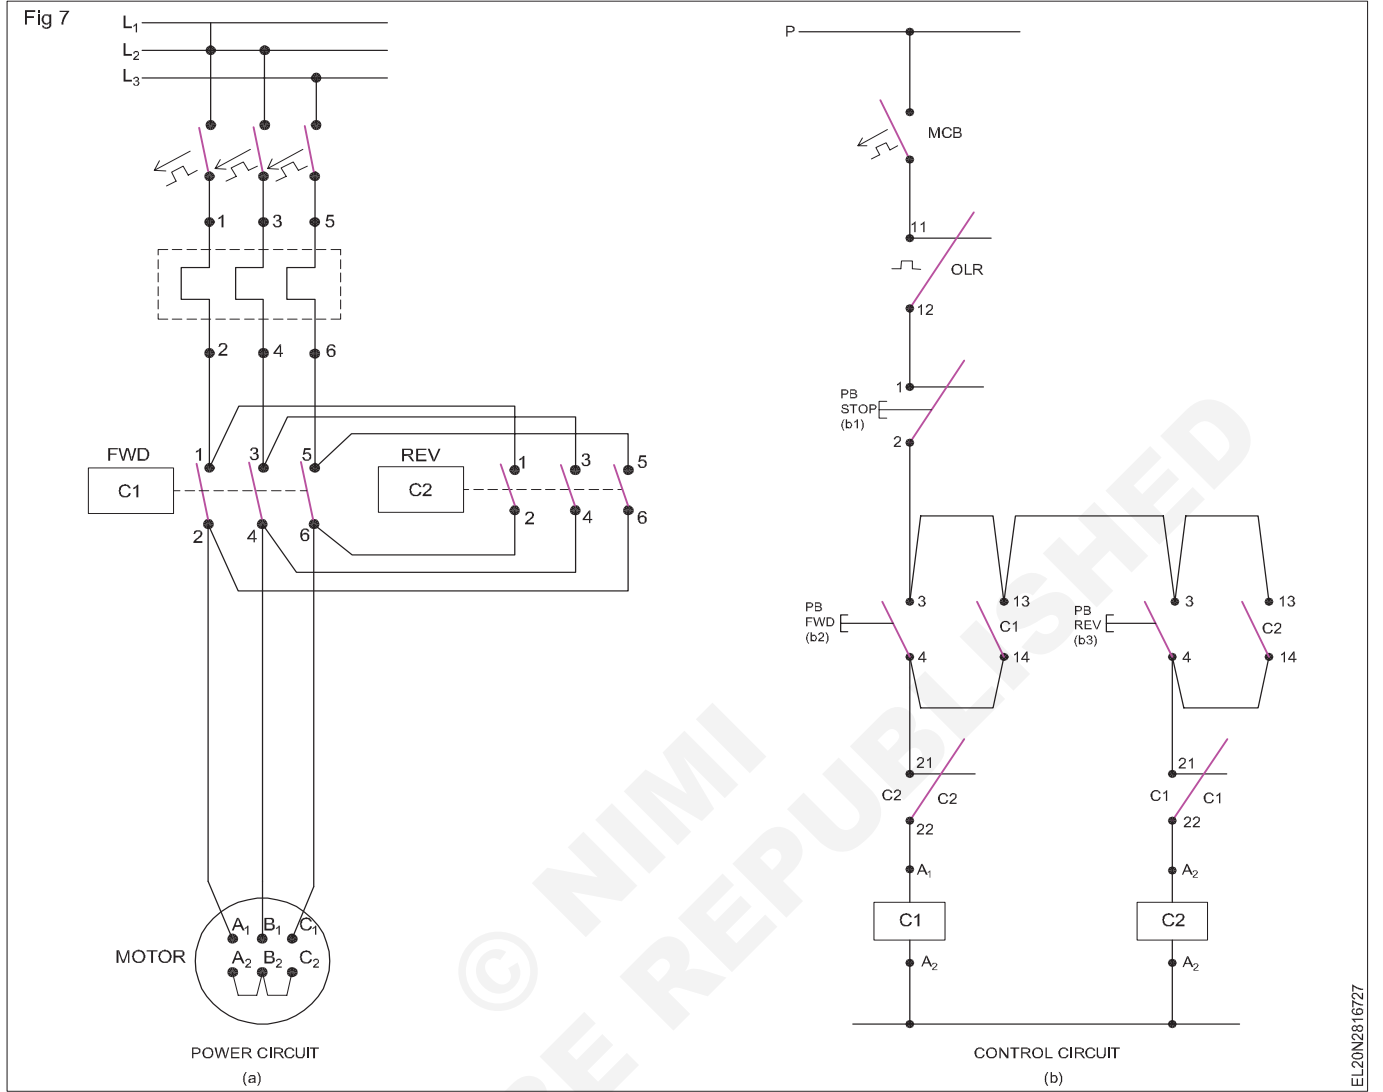 Fig 7
L1
L2
L3
1 3 5
2 4 6
FWD
C1
1 3 5
2 4 6
REV
C2
1 3 5
2 4 6
MOTOR
A1 B1 C1
A2 B2 C2
POWER CIRCUIT
(a)
P
MCB
11
OLR
12
1
PB
STOP
(b1)
2
PB
FWD
(b2)
3
4
13
C1
14
PB
REV
(b3)
3
4
13
C2
14
21
C2 C2
22
A1
C1
A2
21
C1 C1
22
A2
C2
A2
CONTROL CIRCUIT
(b)
EL20N2816727
© NIMI
BE REPUBLISHED